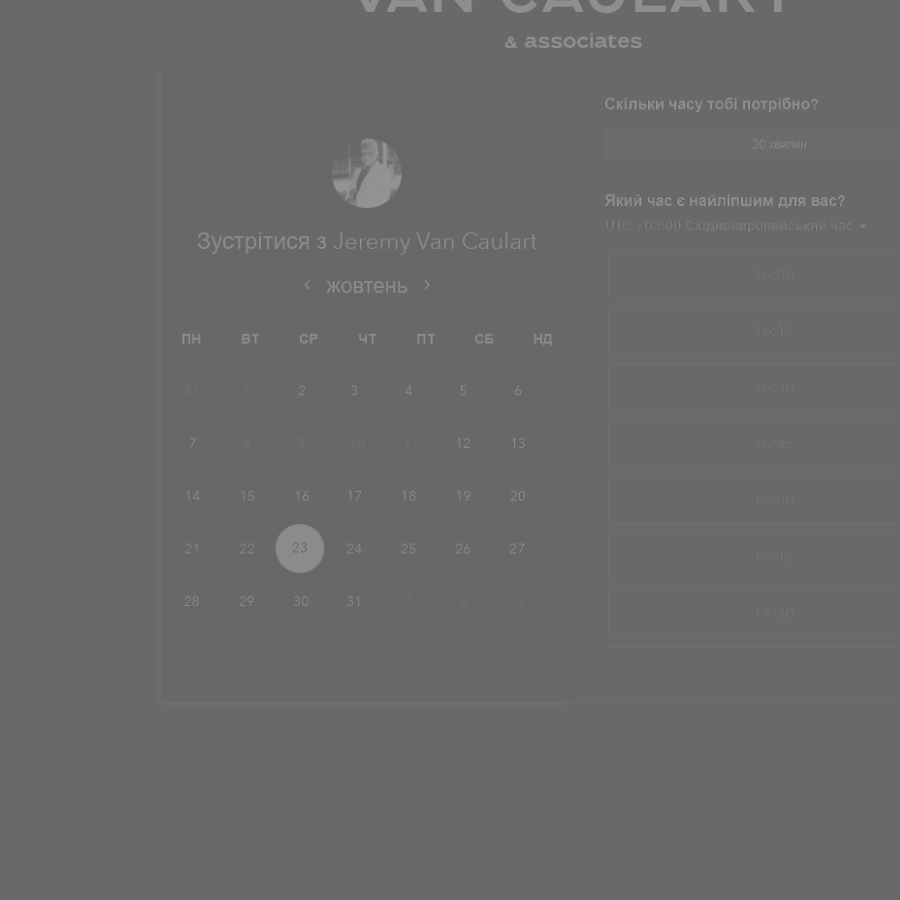 VAN CAULART
& associates
Зустрітися з Jeremy Van Caulart
жовтень
ПН ВТ СР ЧТ ПТ СБ НД
31 1 2 3 4 5 6
7 8 9 10 11 12 13
14 15 16 17 18 19 20
21 22 23 24 25 26 27
28 29 30 31 1 2 3
Скільки часу тобі потрібно?
30 хвилин
Який час є найліпшим для вас?
UTC +03:00 Східноєвропейський час
16:00
16:15
16:30
16:45
17:00
17:15
17:30